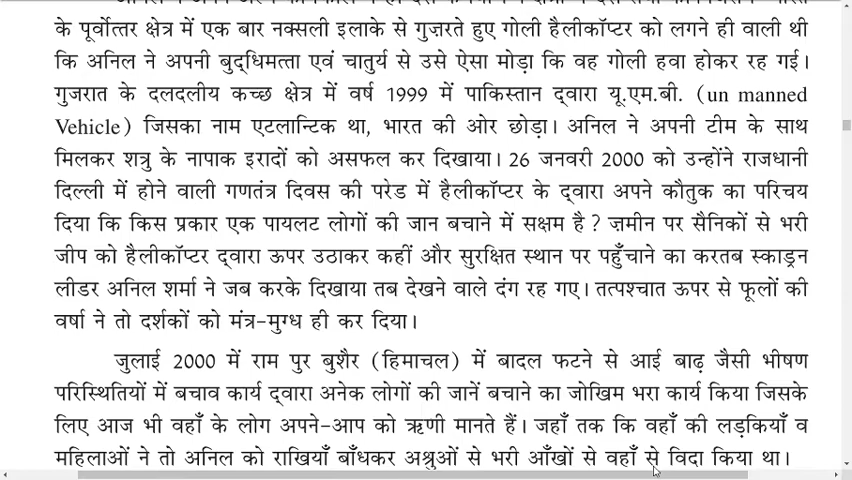 के पूर्वोत्तर क्षेत्र में एक बार नक्सली इलाके से गुज़रते हुए गोली हैलीकॉप्टर को लगने ही वाली थी
कि अनिल ने अपनी बुद्धिमत्ता एवं चातुर्य से उसे ऐसा मोड़ा कि वह गोली हवा होकर रह गई।
गुजरात के दलदलीय कच्छ क्षेत्र में वर्ष 1999 में पाकिस्तान द्वारा यू.एम.बी. (un manned
Vehicle) जिसका नाम एटलान्टिक था, भारत की ओर छोड़ा। अनिल ने अपनी टीम के साथ
मिलकर शत्रु के नापाक इरादों को असफल कर दिखाया। 26 जनवरी 2000 को उन्होंने राजधानी
दिल्ली में होने वाली गणतंत्र दिवस की परेड में हैलीकॉप्टर के द्वारा अपने कौतुक का परिचय
दिया कि किस प्रकार एक पायलट लोगों की जान बचाने में सक्षम है? ज़मीन पर सैनिकों से भरी
जीप को हैलीकॉप्टर द्वारा ऊपर उठाकर कहीं और सुरक्षित स्थान पर पहुँचाने का करतब स्काड्रन
लीडर अनिल शर्मा ने जब करके दिखाया तब देखने वाले दंग रह गए। तत्पश्चात ऊपर से फूलों की
वर्षा ने तो दर्शकों को मंत्र-मुग्ध ही कर दिया।
जुलाई 2000 में राम पुर बुशैर (हिमाचल) में बादल फटने से आई बाढ़ जैसी भीषण
परिस्थितियों में बचाव कार्य द्वारा अनेक लोगों की जानें बचाने का जोखिम भरा कार्य किया जिसके
लिए आज भी वहाँ के लोग अपने-आप को ऋणी मानते हैं। जहाँ तक कि वहाँ की लड़कियाँ व
महिलाओं ने तो अनिल को राखियाँ बाँधकर अश्रुओं से भरी आँखों से वहाँ से विदा किया था।